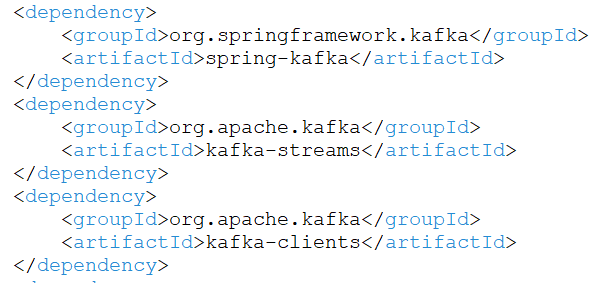 <dependency>
    <groupId>org.springframework.kafka</groupId>
    <artifactId>spring-kafka</artifactId>
</dependency>
<dependency>
    <groupId>org.apache.kafka</groupId>
    <artifactId>kafka-streams</artifactId>
</dependency>
<dependency>
    <groupId>org.apache.kafka</groupId>
    <artifactId>kafka-clients</artifactId>
</dependency>